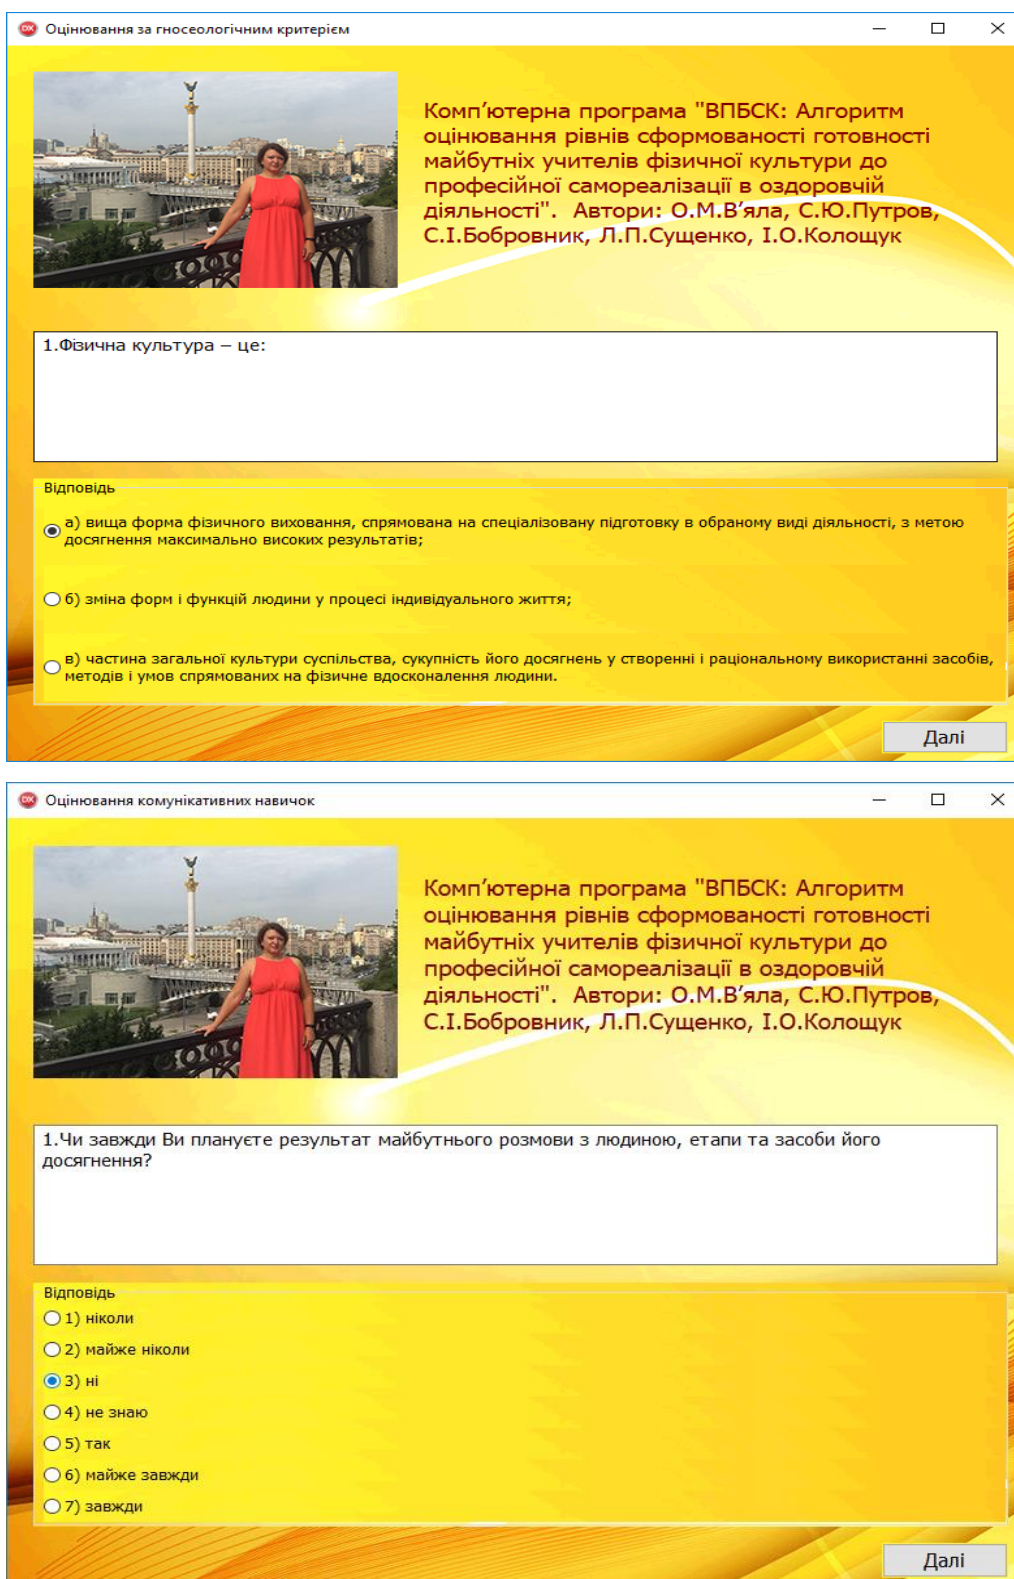 Оцінювання за гносеологічним критерієм
Комп’ютерна програма "ВПБСК: Алгоритм
оцінювання рівнів сформованості готовності
майбутніх учителів фізичної культури до
професійної самореалізації в оздоровчій
діяльності".  Автори: О.М.В’яла, С.Ю.Путров,
С.І.Бобровник, Л.П.Сущенко, І.О.Колощук
1.Фізична культура – це:
Відповідь
а) вища форма фізичного виховання, спрямована на спеціалізовану підготовку в обраному виді діяльності, з метою
досягнення максимально високих результатів;
б) зміна форм і функцій людини у процесі індивідуального життя;
в) частина загальної культури суспільства, сукупність його досягнень у створенні і раціональному використанні засобів,
методів і умов спрямованих на фізичне вдосконалення людини.
Далі
Оцінювання комунікативних навичок
Комп’ютерна програма "ВПБСК: Алгоритм
оцінювання рівнів сформованості готовності
майбутніх учителів фізичної культури до
професійної самореалізації в оздоровчій
діяльності".  Автори: О.М.В’яла, С.Ю.Путров,
С.І.Бобровник, Л.П.Сущенко, І.О.Колощук
1.Чи завжди Ви плануєте результат майбутнього розмови з людиною, етапи та засоби його
досягнення?
Відповідь
1) ніколи
2) майже ніколи
3) ні
4) не знаю
5) так
6) майже завжди
7) завжди
Далі